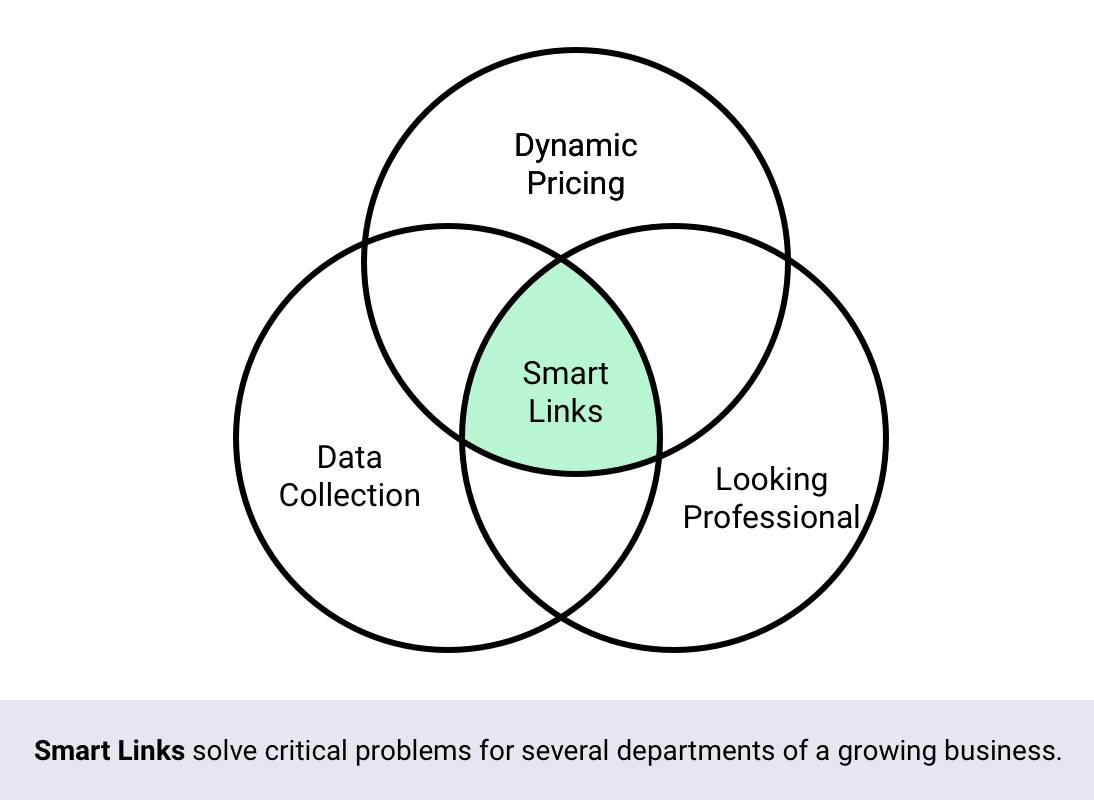 Dynamic
Pricing
Smart
Links
Data
Collection
Looking
Professional
Smart Links solve critical problems for several departments of a growing business.